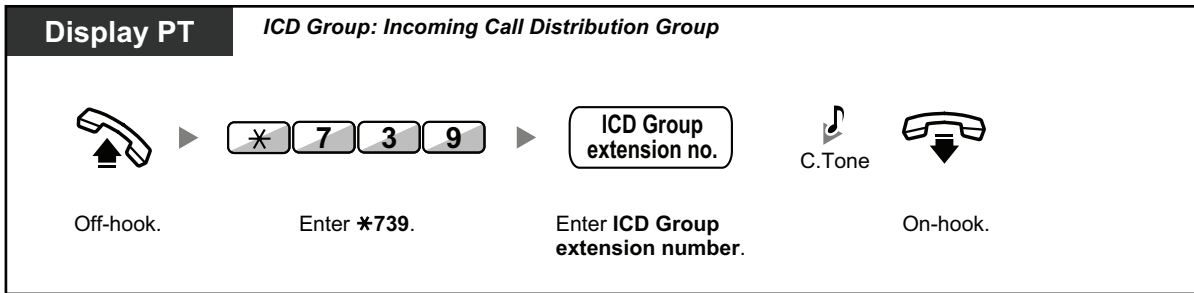 Display PT
ICD Group: Incoming Call Distribution Group
✳ 7 3 9
ICD Group
extension no.
C.Tone
Off-hook.
Enter ✳739.
Enter ICD Group
extension number.
On-hook.